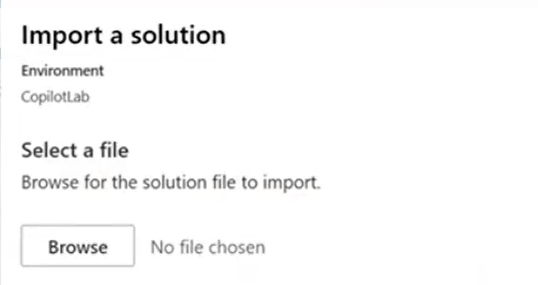 Import a solution
Environment
CopilotLab
Select a file
Browse for the solution file to import.
Browse No file chosen